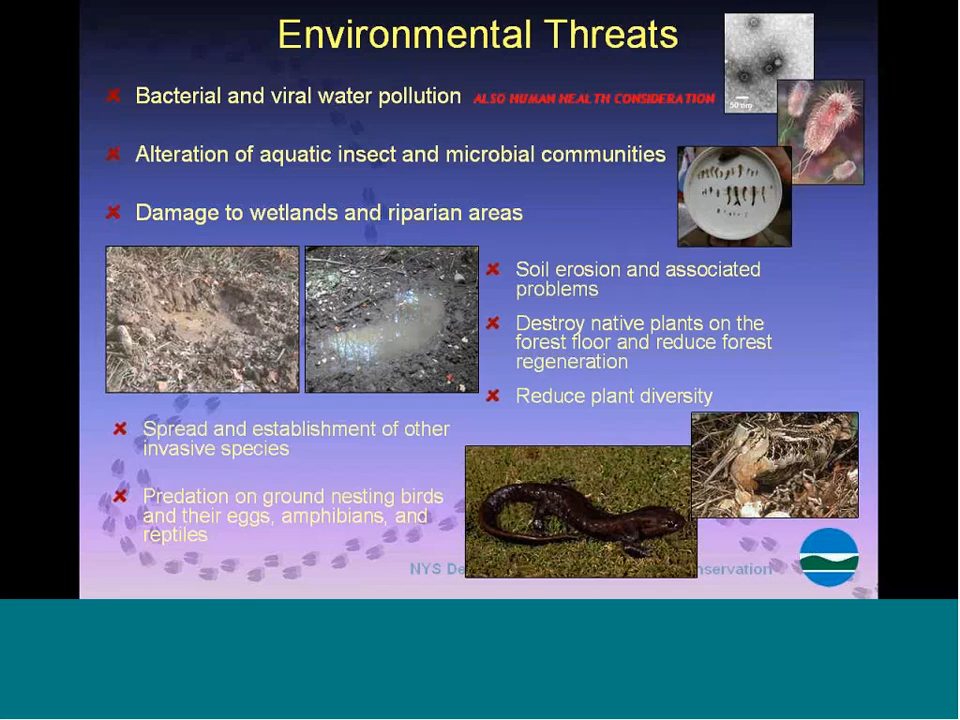 Environmental Threats
Bacterial and viral water pollution ALSO HUMAN HEALTH CONSIDERATION
50 nm
Alteration of aquatic insect and microbial communities
Damage to wetlands and riparian areas
Soil erosion and associated
problems
Destroy native plants on the
forest floor and reduce forest
regeneration
Reduce plant diversity
Spread and establishment of other
invasive species
Predation on ground nesting birds
and their eggs, amphibians, and
reptiles
NYS